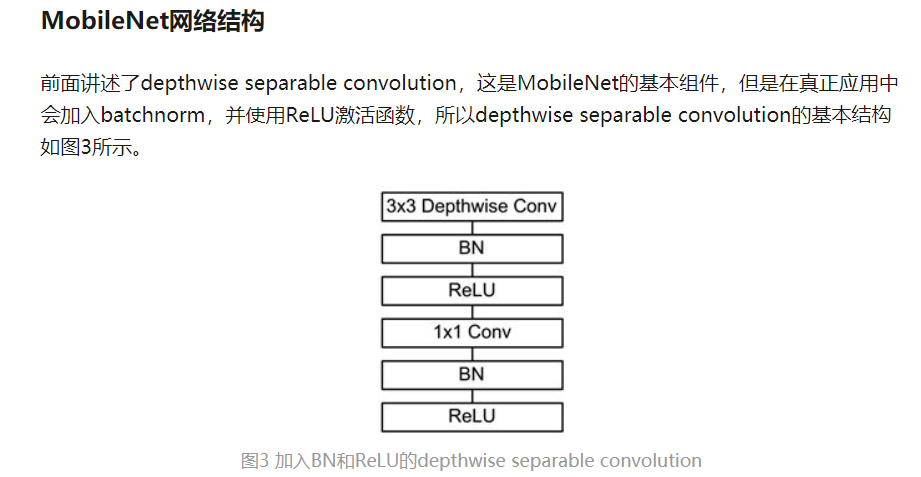 MobileNet网络结构
前面讲述了depthwise separable convolution，这是MobileNet的基本组件，但是在真正应用中
会加入batchnorm，并使用ReLU激活函数，所以depthwise separable convolution的基本结构
如图3所示。
3x3 Depthwise Conv
BN
ReLU
1x1 Conv
BN
ReLU
图3 加入BN和ReLU的depthwise separable convolution